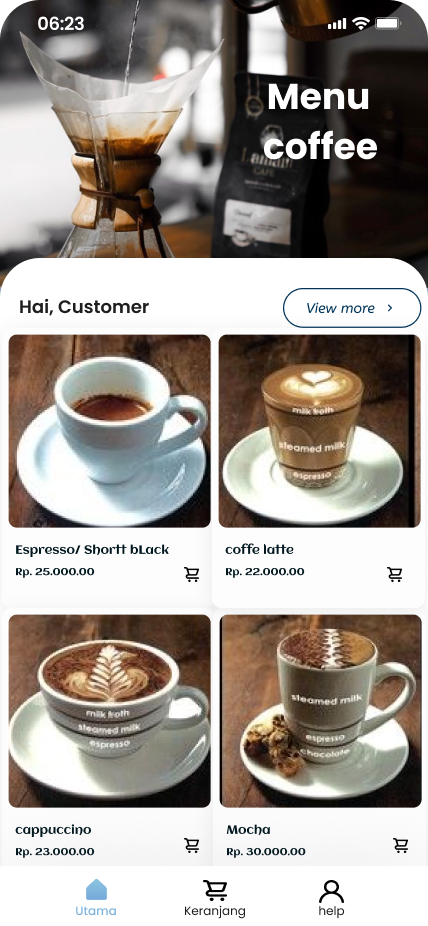 06:23
Menu
coffee
CAFE
Hai, Customer
View more
milk froth
steamed milk
espresso
Espresso/ Shortt bLack
Rp. 25.000.00
coffe latte
Rp. 22.000.00
milk froth
steamed milk
espresso
steamed milk
espresso
chocolate
cappuccino
Rp. 23.000.00
Mocha
Rp. 30.000.00
Utama
Keranjang
help